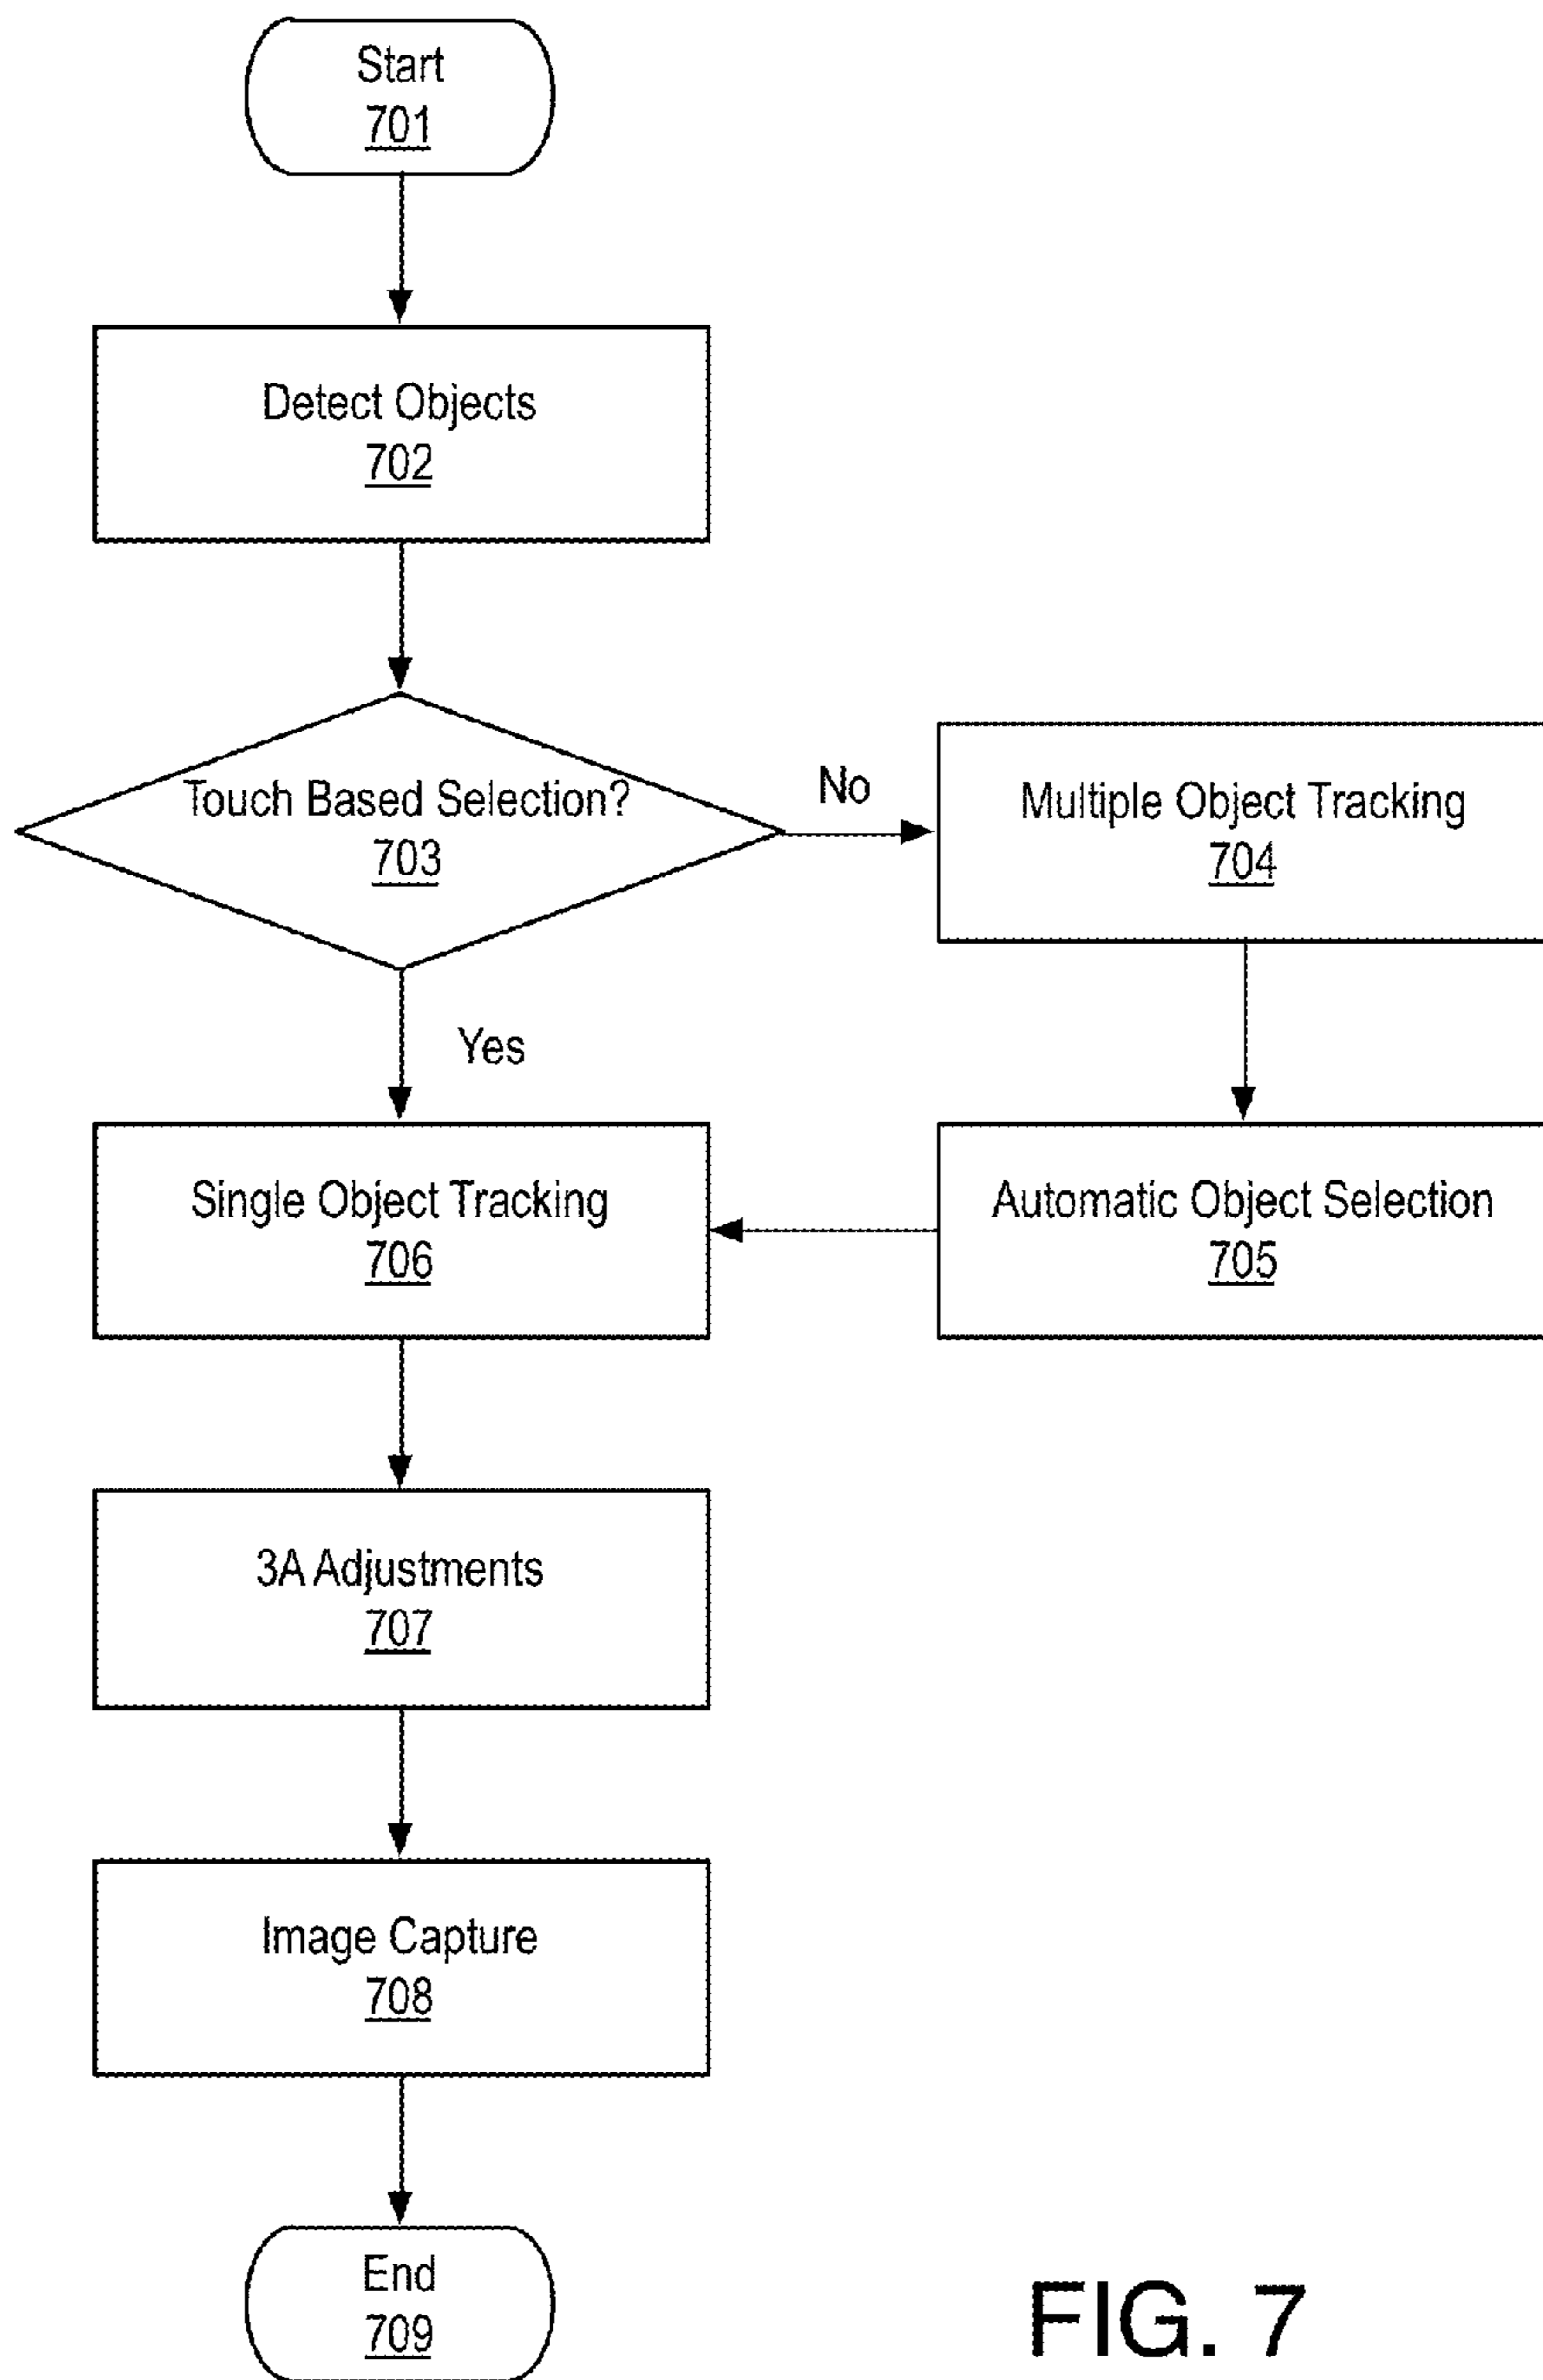 Start
701
Detect Objects
702
Touch Based Selection?
703
No
Multiple Object Tracking
704
Yes
Single Object Tracking
706
Automatic Object Selection
705
3A Adjustments
707
Image Capture
708
End
709
FIG. 7